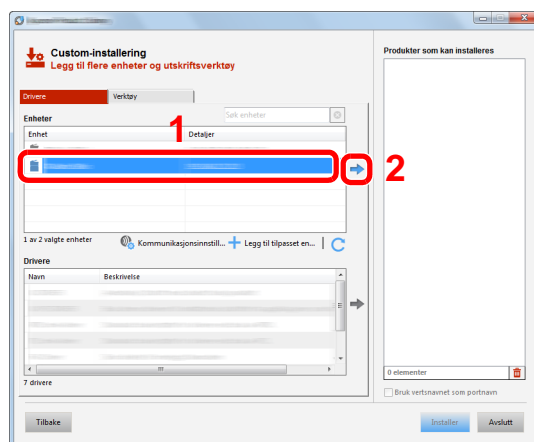 Custom-installering
Legg til flere enheter og utskriftsverktøy
Drivere
Verktøy
Enheter
Søk enheter
Enhet
Detaljer
1
2
1 av 2 valgte enheter
Kommunikasjonsinnstill...
Legg til tilpasset en...
Drivere
Navn
Beskrivelse
7 drivere
Produkter som kan installeres
0 elementer
Bruk vertsnavnet som portnavn
Tilbake
Installer
Avslutt